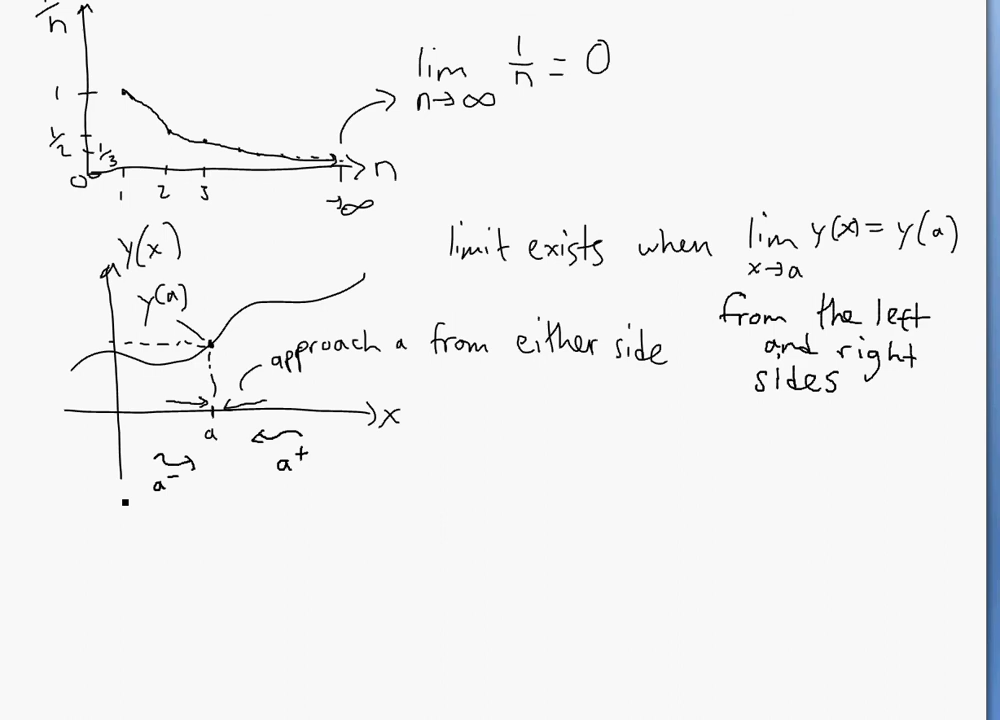 1/n
1
1/2
1/3
0
1 2 3
n
→∞
lim 1/n = 0
n→∞
y(x)
y(a)
limit exists when lim y(x) = y(a)
x→a
from the left
and right
sides
approach a from either side
x
a
a⁻
a⁺